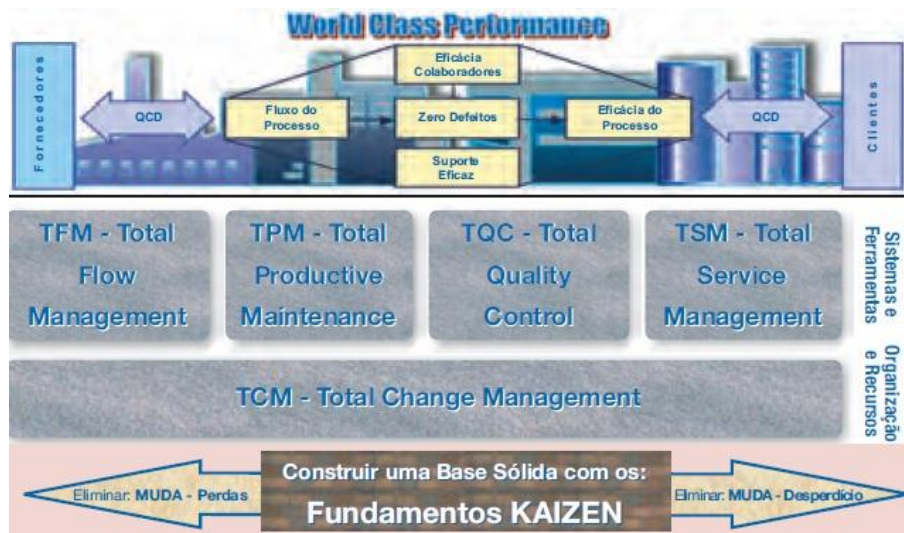 World Class Performance
Fornecedores
QCD
Fluxo do
Processo
Eficácia
Colaboradores
Zero Defeitos
Suporte
Eficaz
Eficácia do
Processo
QCD
Clientes
TFM - Total
Flow
Management
TPM - Total
Productive
Maintenance
TQC - Total
Quality
Control
TSM - Total
Service
Management
Sistemas e
Ferramentas
TCM - Total Change Management
Organização
e Recursos
Eliminar: MUDA - Perdas
Construir uma Base Sólida com os:
Fundamentos KAIZEN
Eliminar: MUDA - Desperdício